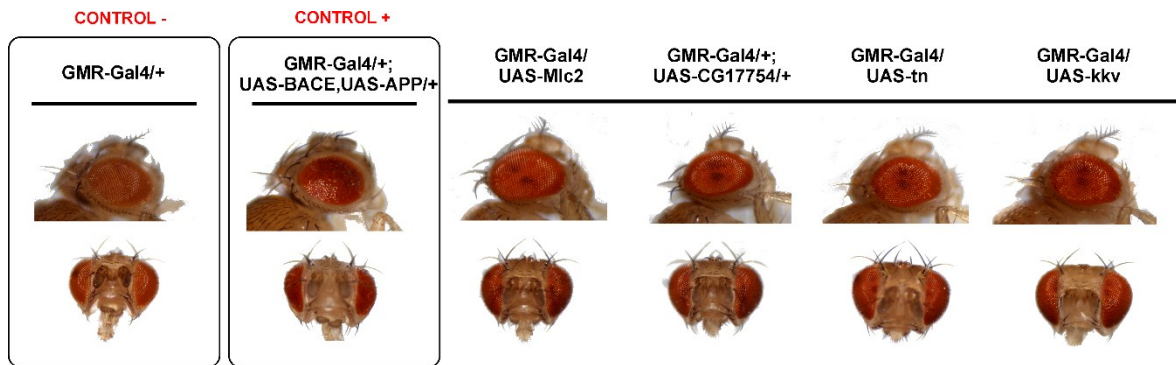 CONTROL -
CONTROL +
GMR-Gal4/+
GMR-Gal4/+;
UAS-BACE,UAS-APP/+
GMR-Gal4/
UAS-Mlc2
GMR-Gal4/+;
UAS-CG17754/+
GMR-Gal4/
UAS-tn
GMR-Gal4/
UAS-kkv